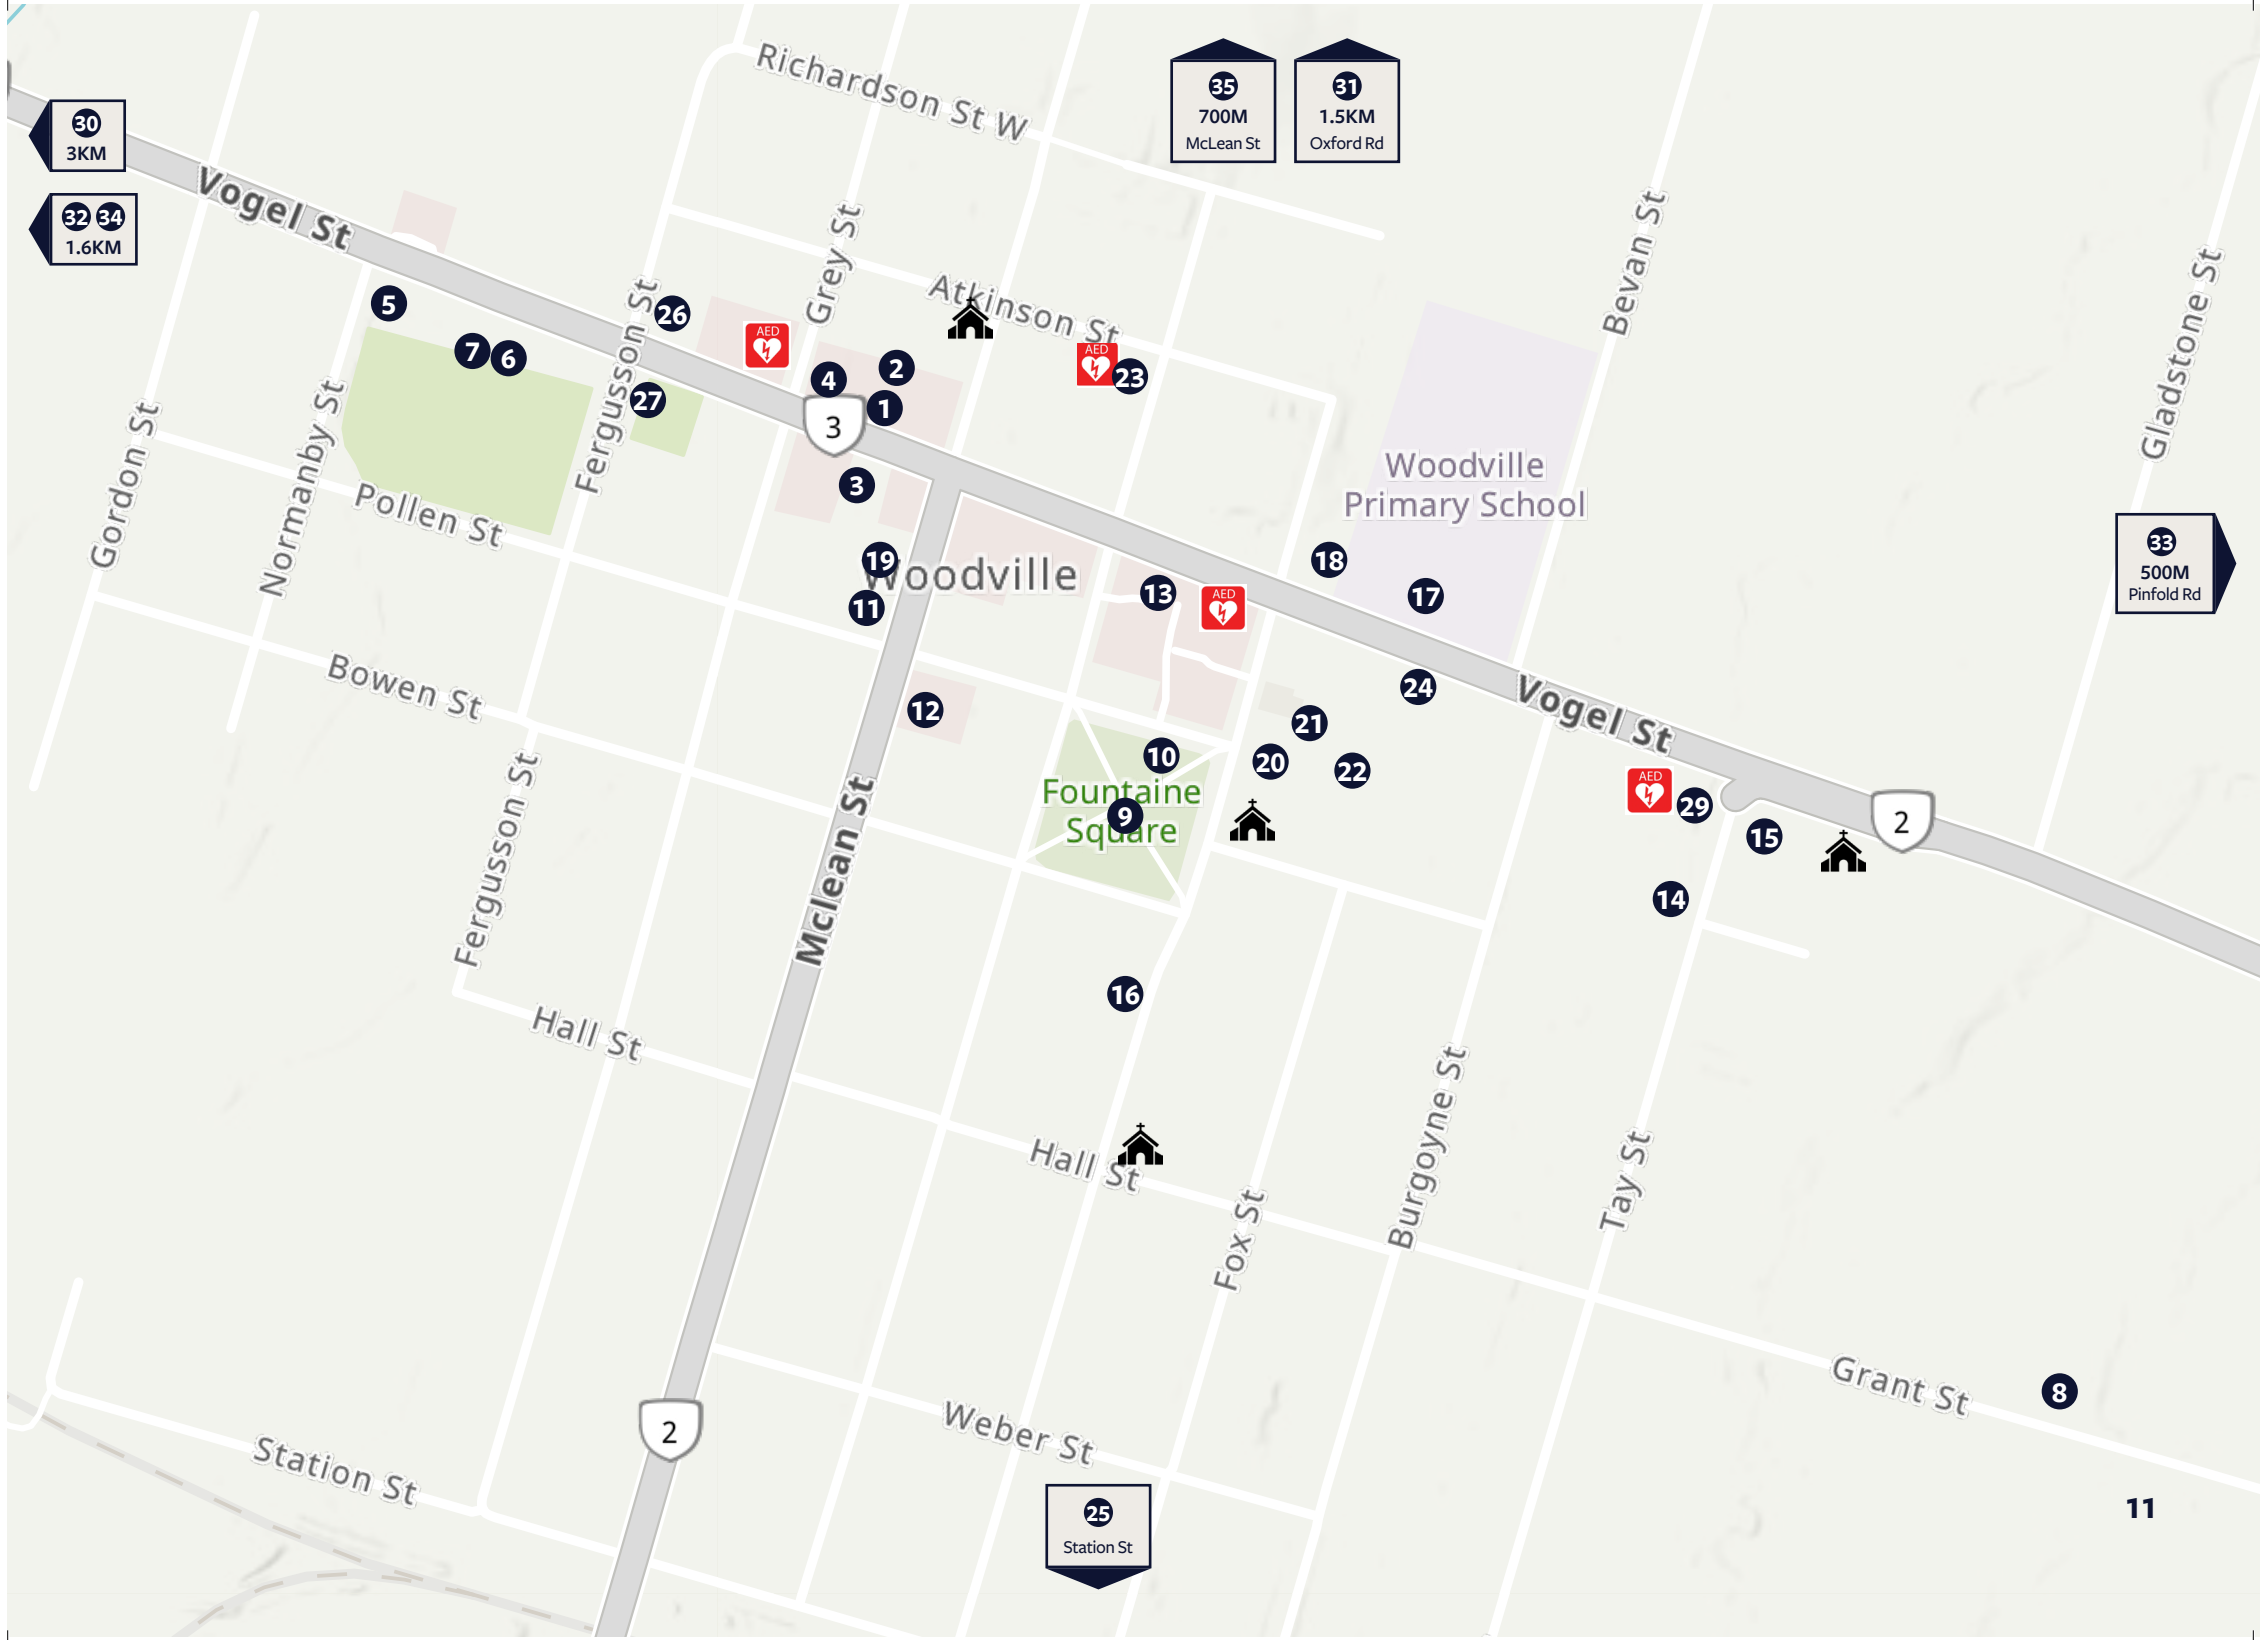 Richardson St W
35
700M
McLean St
31
1.5KM
Oxford Rd
30
3KM
32 34
1.6KM
Vogel St
Grey St
Bevan St
Gladstone St
5
26
Atkinson St
Fergusson St
AED
AED
7
6
4
2
23
27
1
3
Gordon St
Normanby St
Pollen St
3
Woodville
Primary School
33
500M
Pinfold Rd
19
Woodville
11
13
AED
18
17
Bowen St
12
24
Vogel St
21
10
20
22
Fountaine
Square
9
AED
29
2
15
Fergusson St
Mclean St
14
16
Hall St
Hall St
Fox St
Burgoyne St
Tay St
Grant St
8
2
Weber St
Station St
25
Station St
11